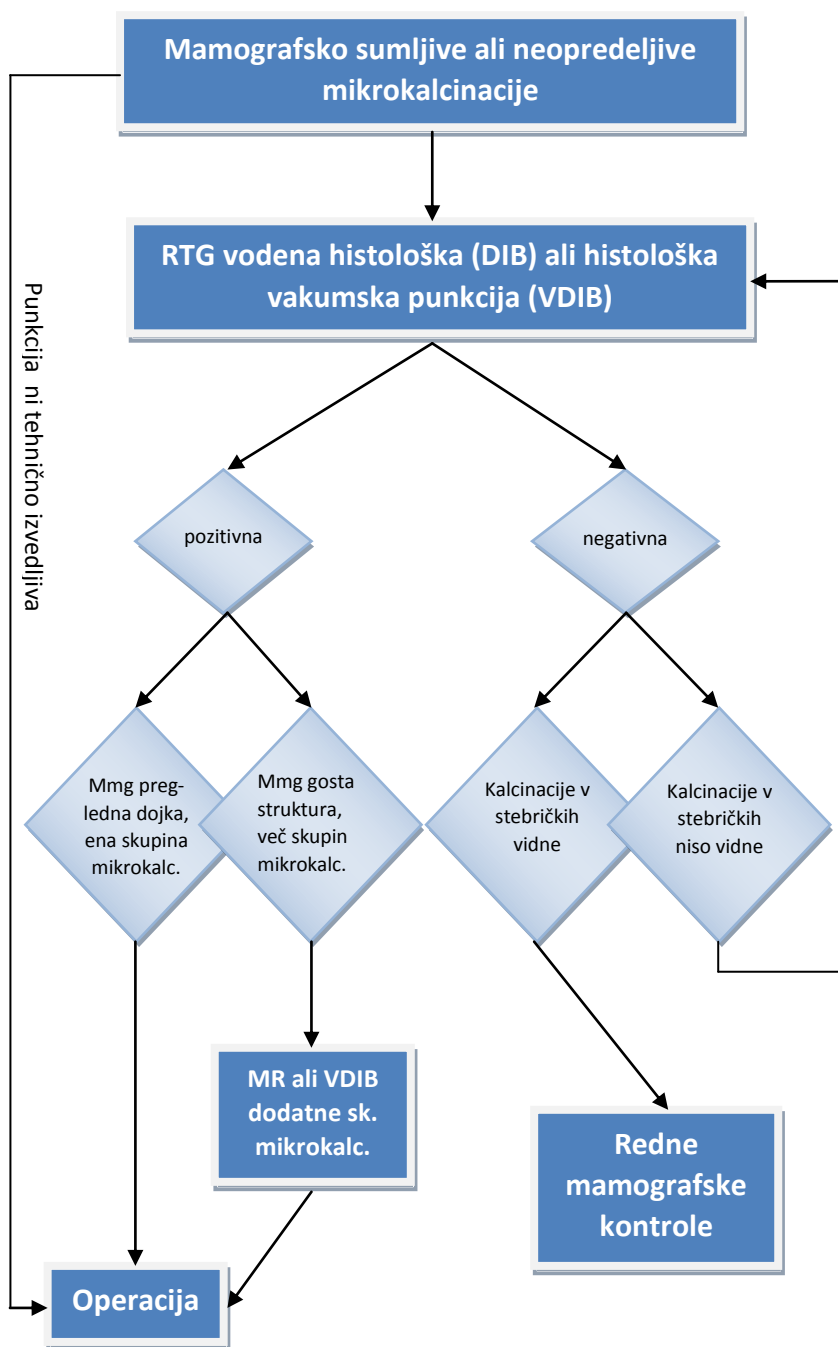 Mamografsko sumljive ali neopredeljive
mikrokalcinacije
RTG vodena histološka (DIB) ali histološka
vakumska punkcija (VDIB)
Punkcija ni tehnično izvedljiva
pozitivna
negativna
Mmg preg-
ledna dojka,
ena skupina
mikrokalc.
Mmg gosta
struktura,
več skupin
mikrokalc.
Kalcinacije v
stebričkih
vidne
Kalcinacije v
stebričkih
niso vidne
MR ali VDIB
dodatne sk.
mikrokalc.
Redne
mamografske
kontrole
Operacija